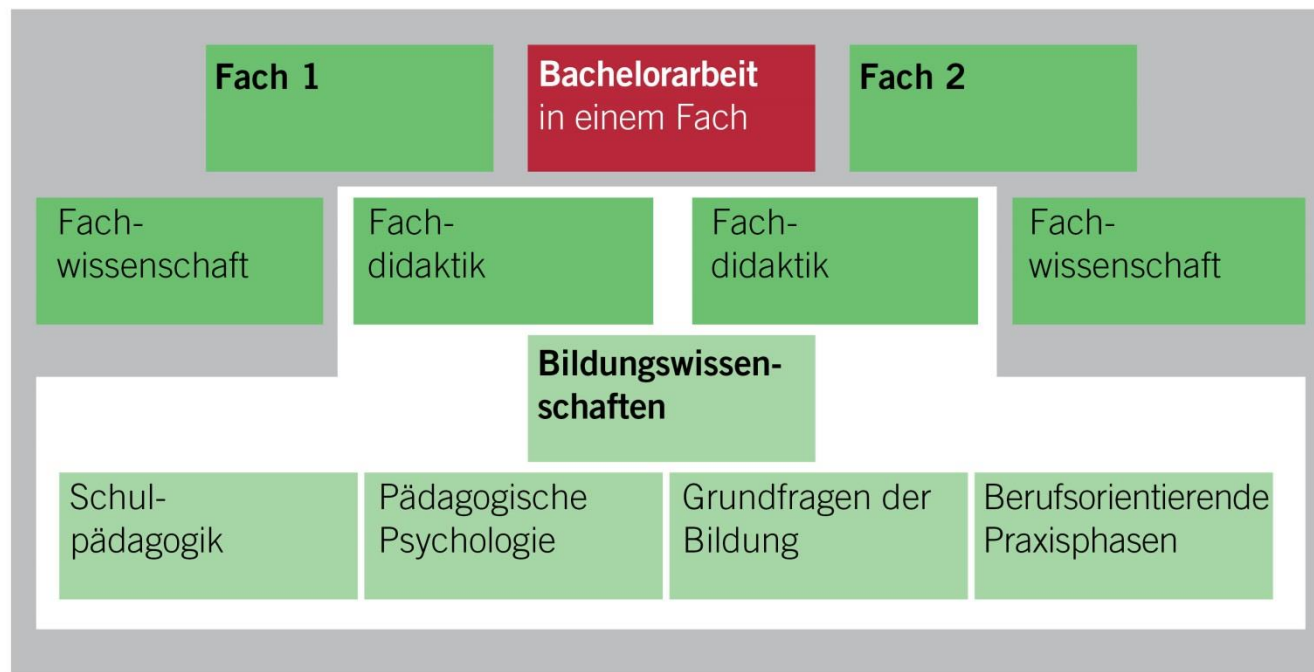 Fach 1
Bachelorarbeit
in einem Fach
Fach 2
Fach-
wissenschaft
Fach-
didaktik
Fach-
didaktik
Fach-
wissenschaft
Bildungswissen-
schaften
Schul-
pädagogik
Pädagogische
Psychologie
Grundfragen der
Bildung
Berufsorientierende
Praxisphasen